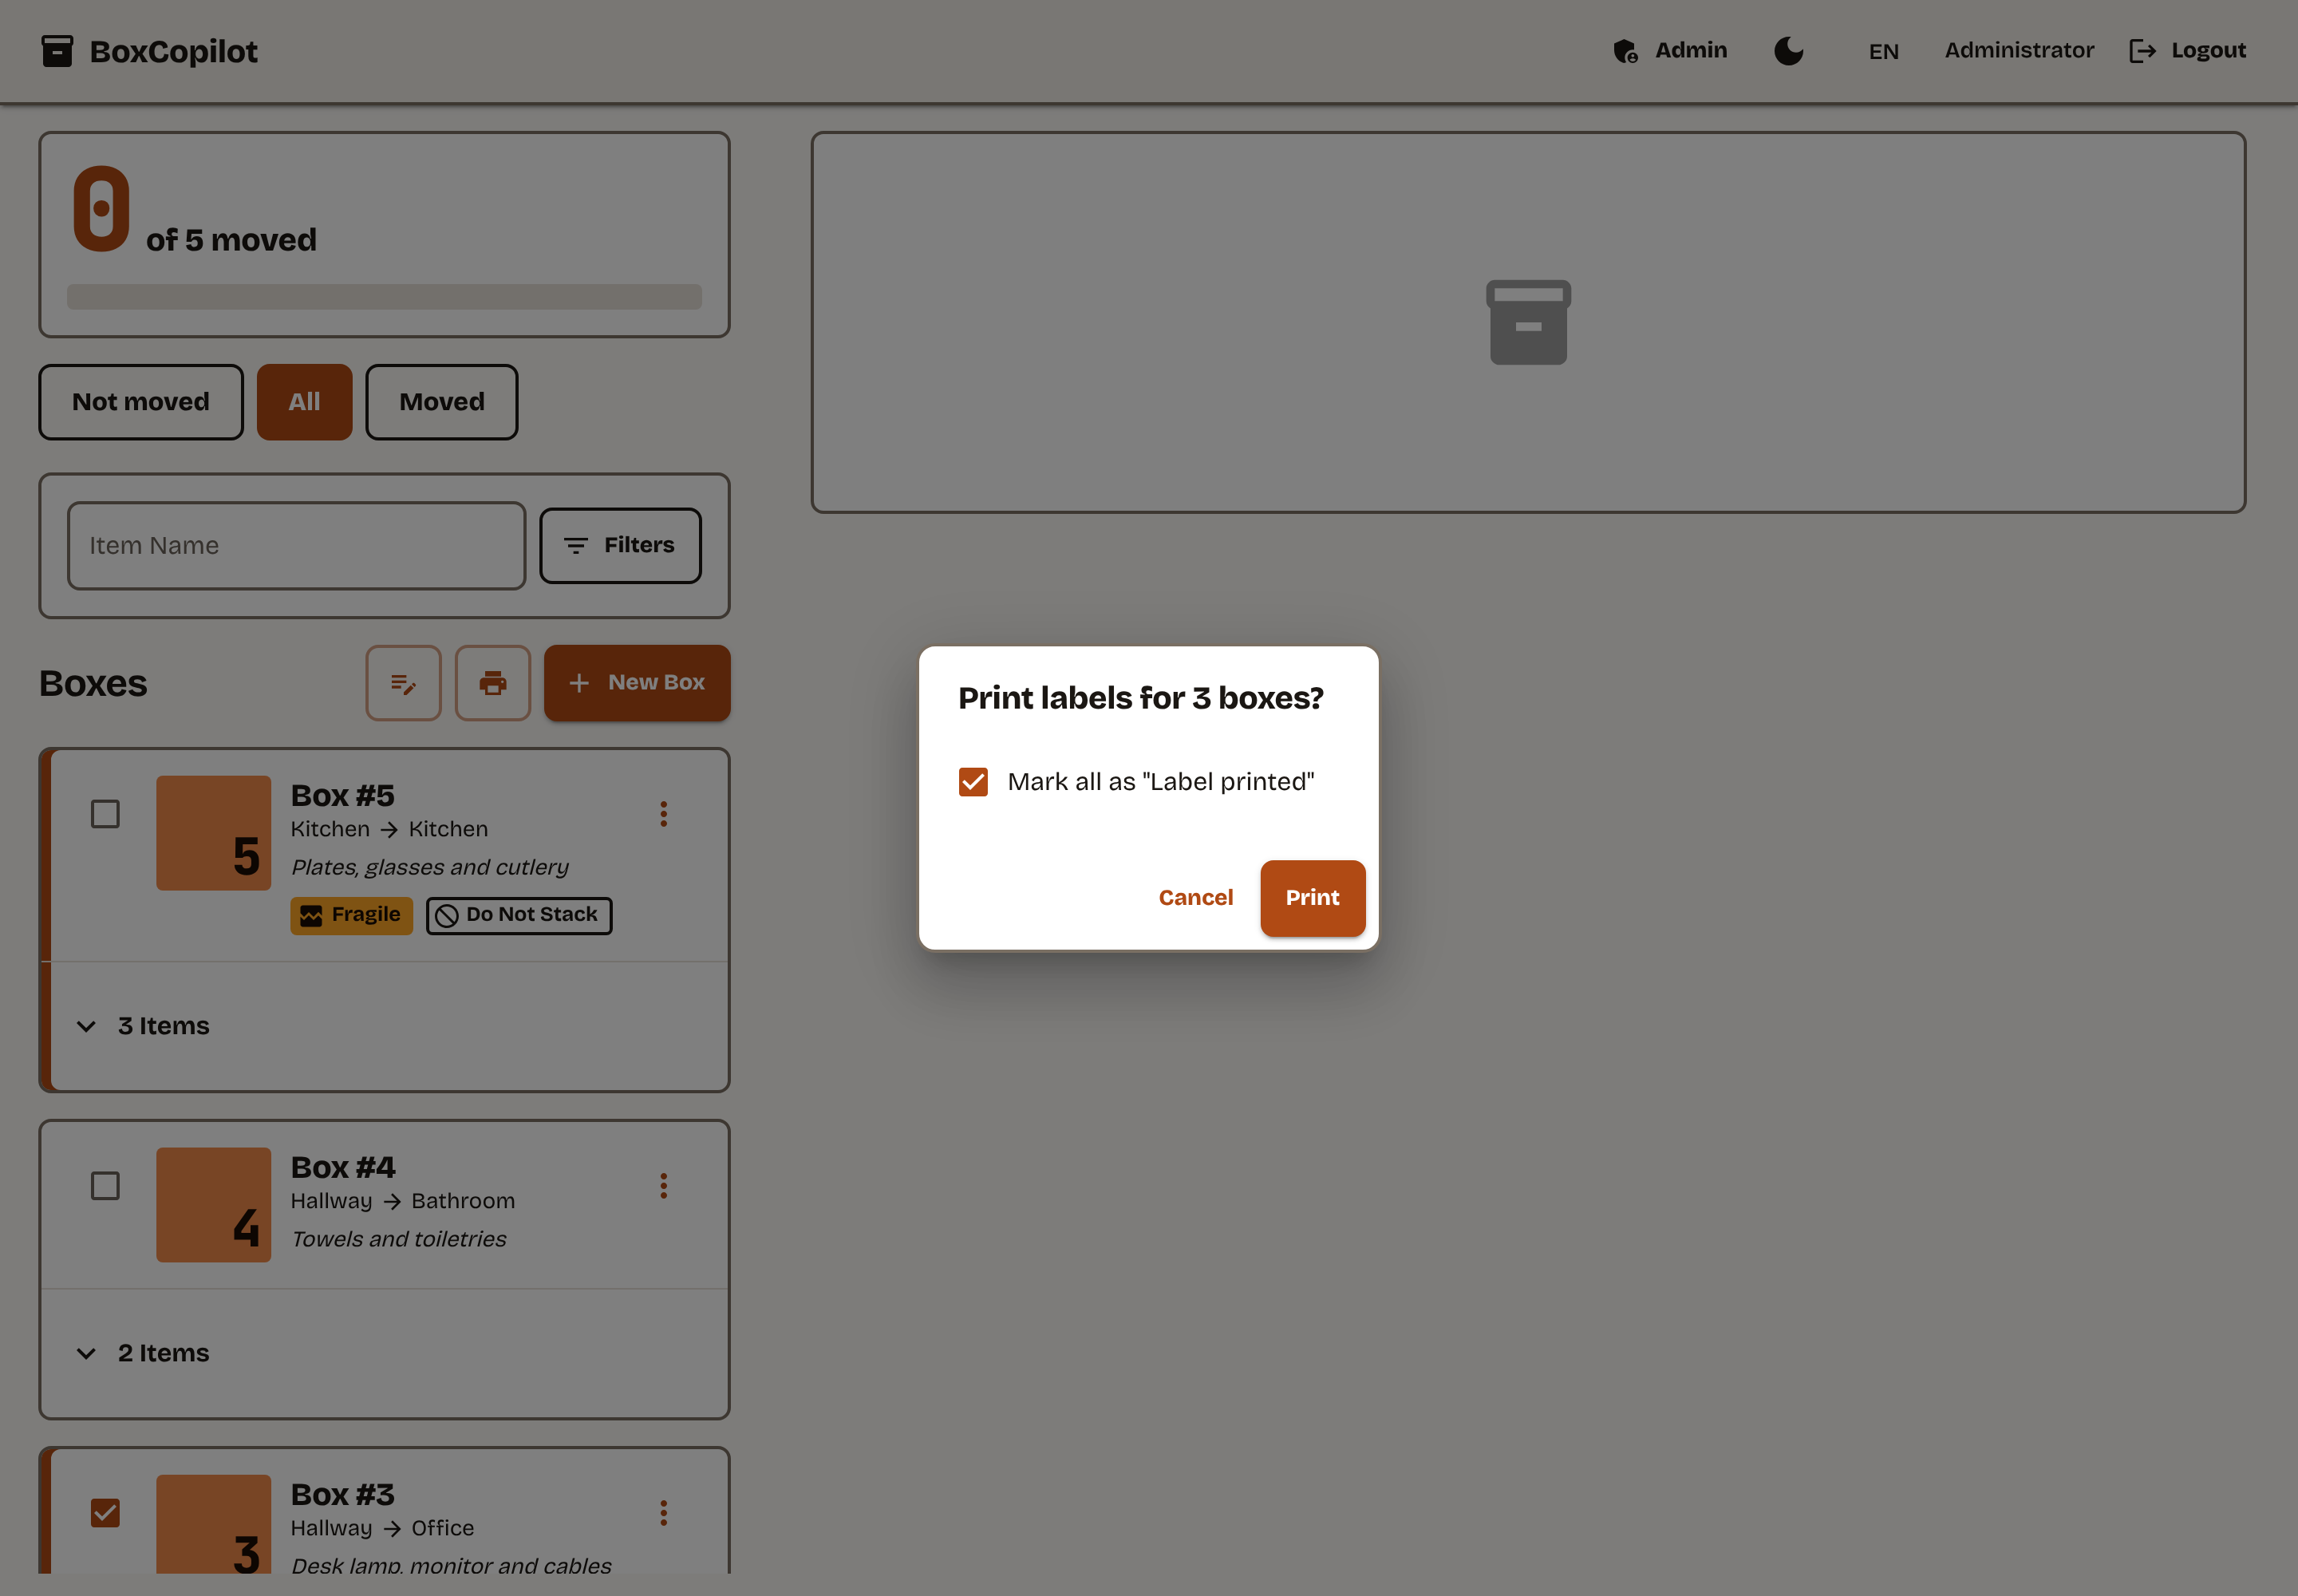 BoxCopilot
Admin
EN
Administrator
Logout
0 of 5 moved
Not moved
All
Moved
Item Name
Filters
Boxes
New Box
5
Box #5
Kitchen → Kitchen
Plates, glasses and cutlery
Fragile
Do Not Stack
3 Items
4
Box #4
Hallway → Bathroom
Towels and toiletries
2 Items
3
Box #3
Hallway → Office
Desk lamp, monitor and cables
Print labels for 3 boxes?
Mark all as "Label printed"
Cancel
Print